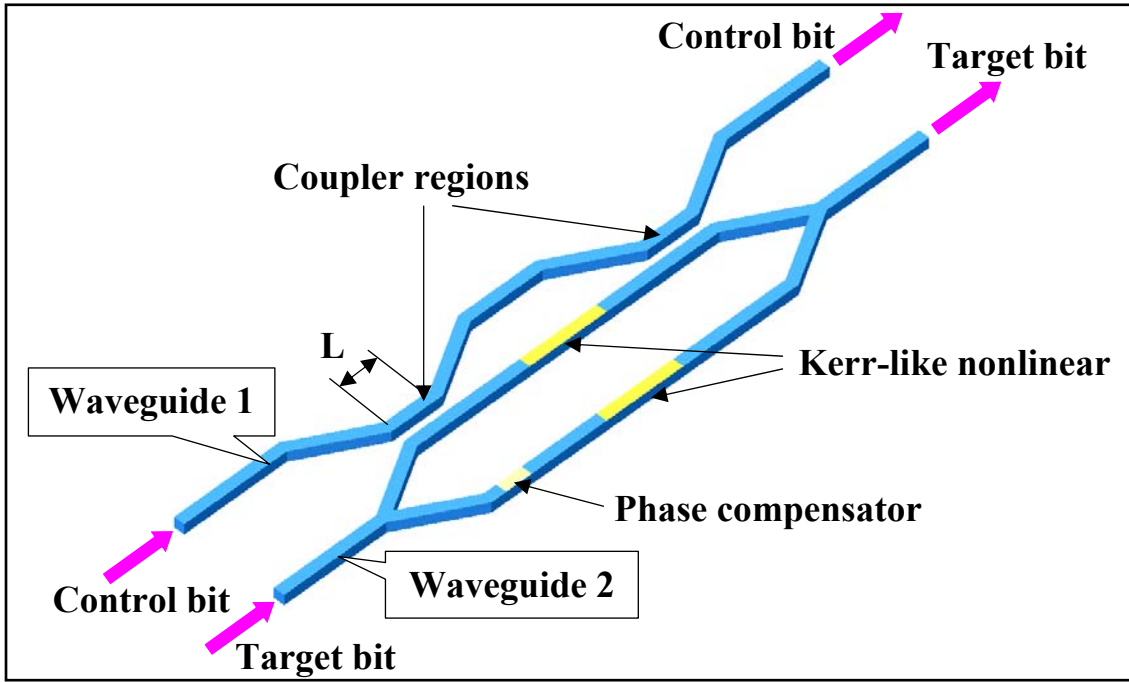 Control bit
Target bit
Coupler regions
L
Kerr-like nonlinear
Waveguide 1
Phase compensator
Waveguide 2
Control bit
Target bit